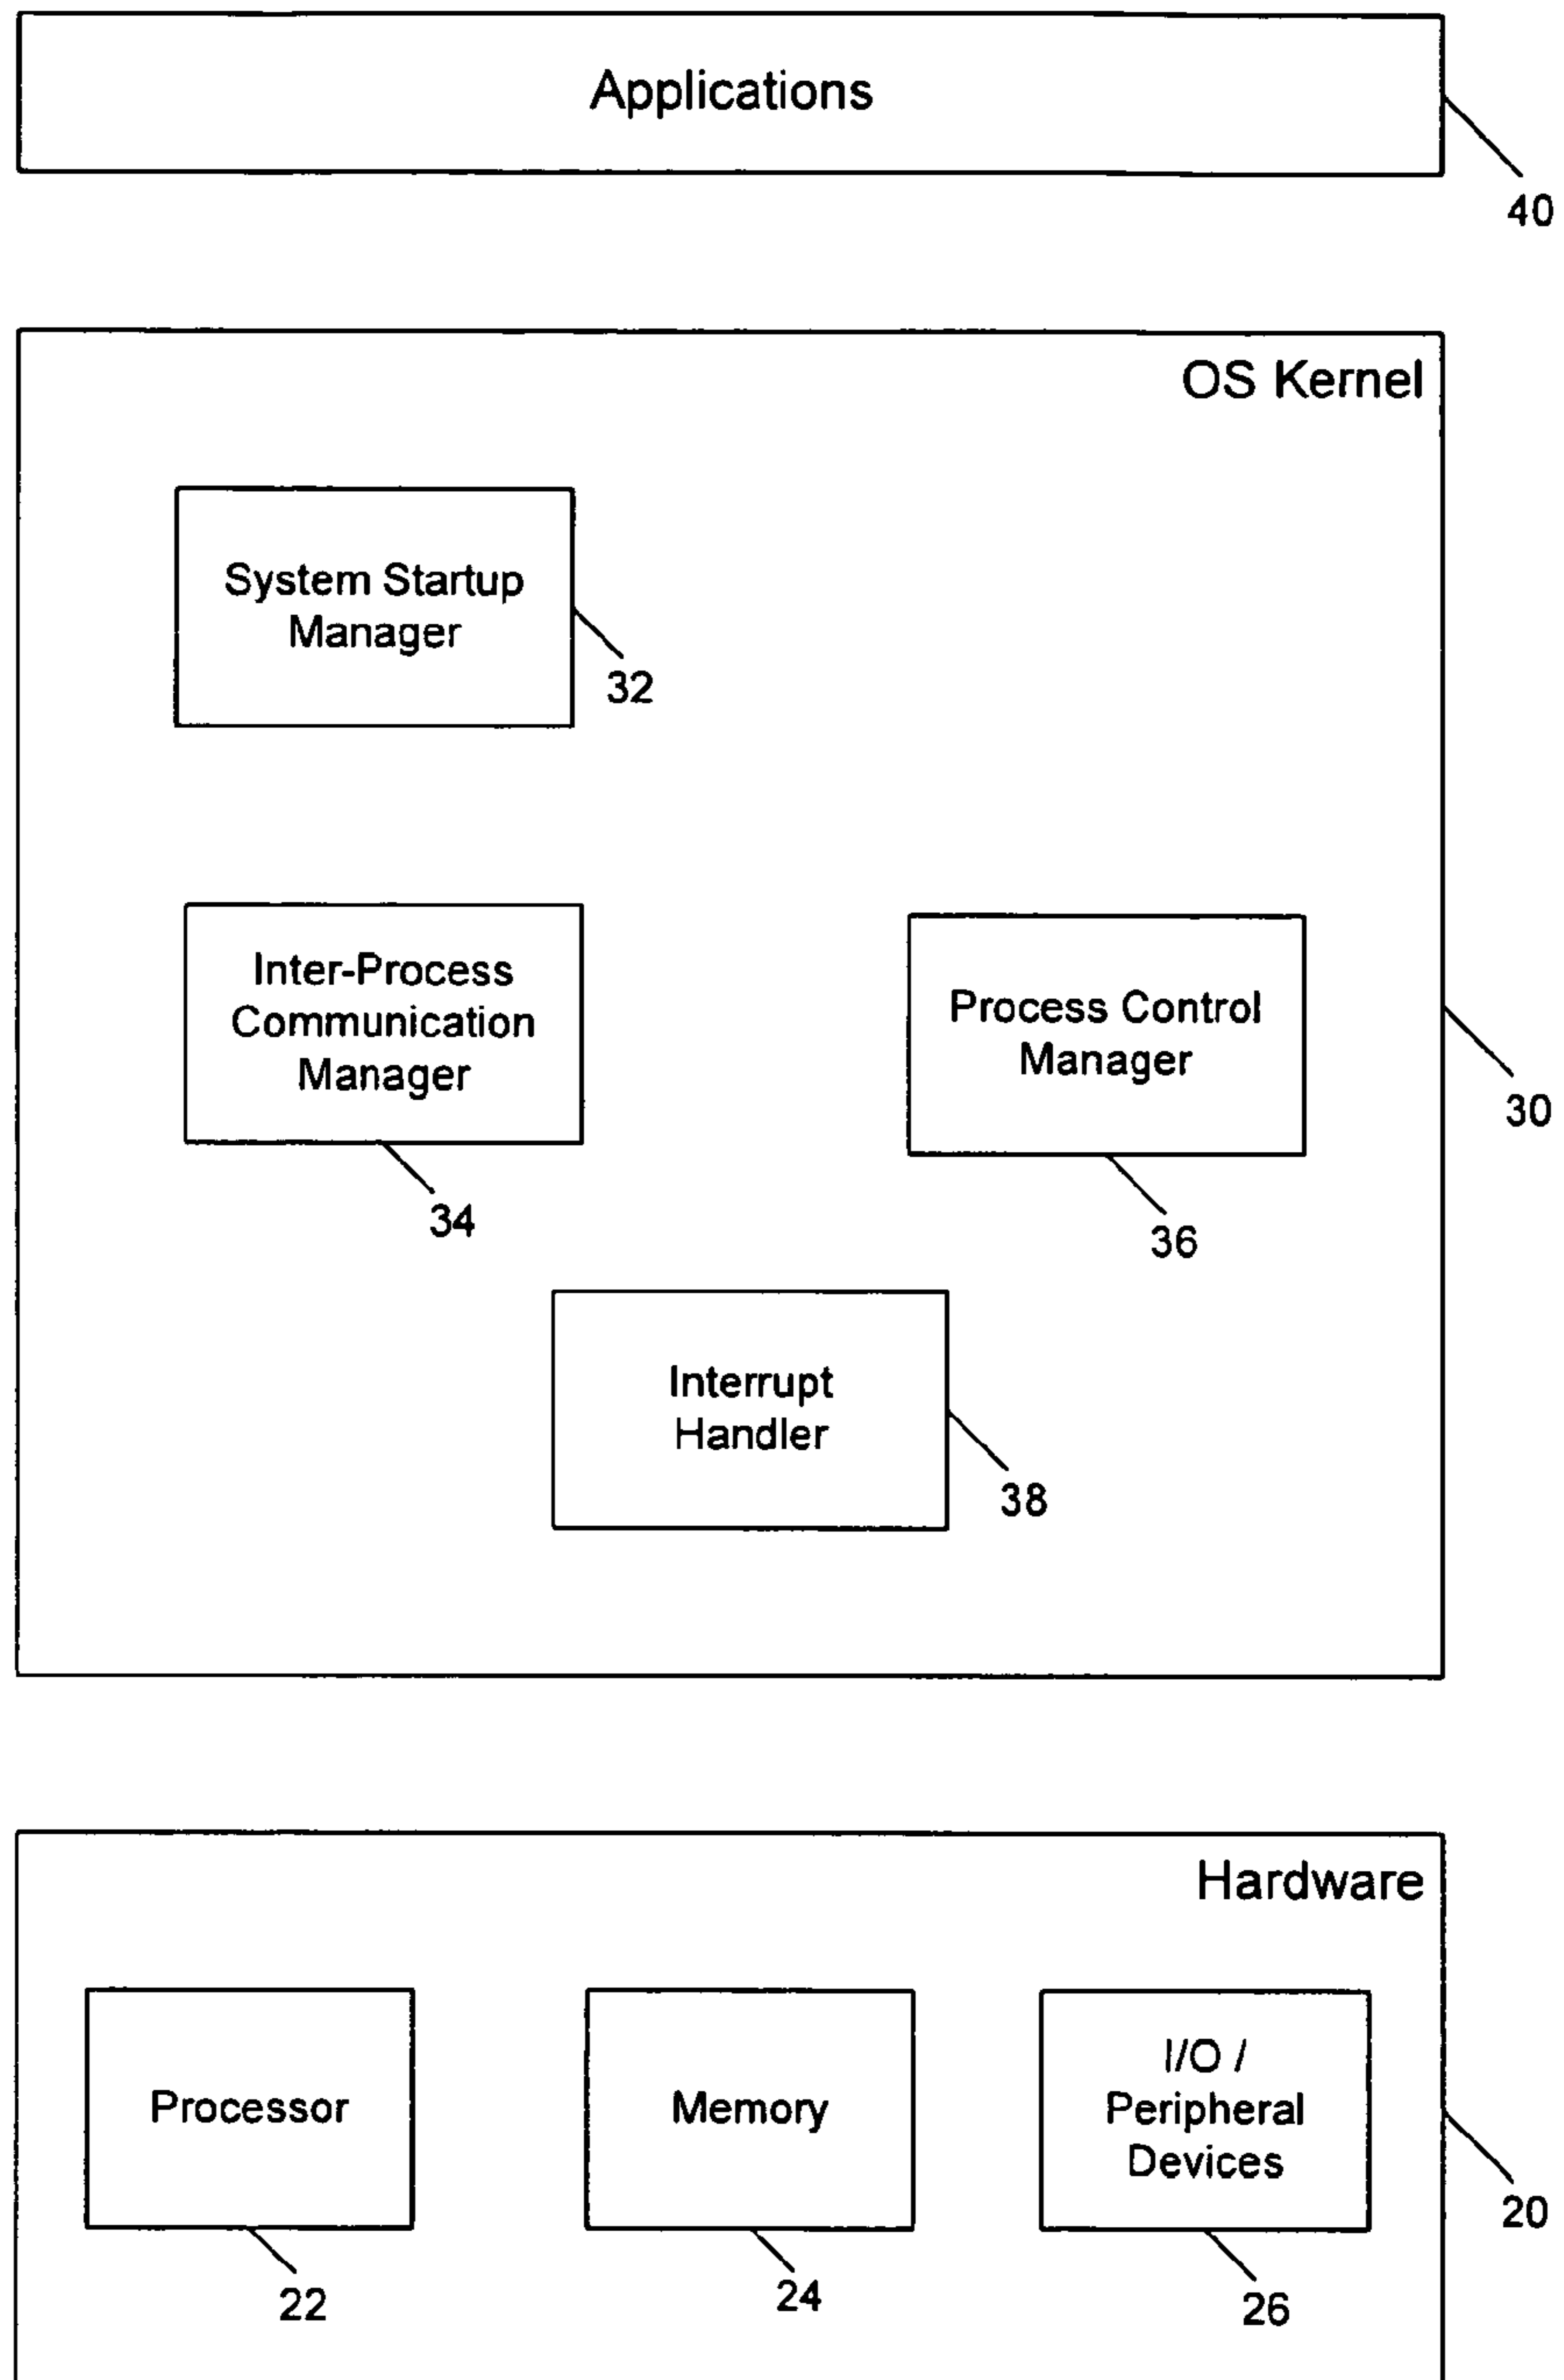 Applications
40
OS Kernel
System Startup
Manager
32
Inter-Process
Communication
Manager
34
Process Control
Manager
36
30
Interrupt
Handler
38
Hardware
Processor
22
Memory
24
I/O /
Peripheral
Devices
26
20